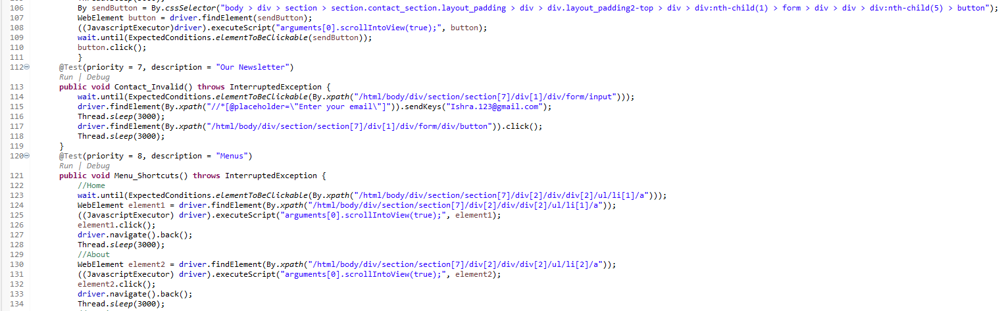 106 By sendButton = By.cssSelector("body > div > section > section.contact_section.layout_padding > div > div.layout_padding2-top > div > div:nth-child(1) > form > div > div > div:nth-child(5) > button");
107 WebElement button = driver.findElement(sendButton);
108 ((JavascriptExecutor)driver).executeScript("arguments[0].scrollIntoView(true);", button);
109 wait.until(ExpectedConditions.elementToBeClickable(sendButton));
110 button.click();
111 }
112 @Test(priority = 7, description = "Our Newsletter")
Run | Debug
113 public void Contact_Invalid() throws InterruptedException {
114 wait.until(ExpectedConditions.elementToBeClickable(By.xpath("/html/body/div/section/section[7]/div[1]/div/form/input")));
115 driver.findElement(By.xpath("//*[@placeholder=\"Enter your email\"]")).sendKeys("Ishra.123@gmail.com");
116 Thread.sleep(3000);
117 driver.findElement(By.xpath("/html/body/div/section/section[7]/div[1]/div/form/div/button")).click();
118 Thread.sleep(3000);
119 }
120 @Test(priority = 8, description = "Menus")
Run | Debug
121 public void Menu_Shortcuts() throws InterruptedException {
122 //Home
123 wait.until(ExpectedConditions.elementToBeClickable(By.xpath("/html/body/div/section/section[7]/div[2]/div/div[2]/ul/li[1]/a")));
124 WebElement element1 = driver.findElement(By.xpath("/html/body/div/section/section[7]/div[2]/div/div[2]/ul/li[1]/a"));
125 ((JavascriptExecutor) driver).executeScript("arguments[0].scrollIntoView(true);", element1);
126 element1.click();
127 driver.navigate().back();
128 Thread.sleep(3000);
129 //About
130 WebElement element2 = driver.findElement(By.xpath("/html/body/div/section/section[7]/div[2]/div/div[2]/ul/li[2]/a"));
131 ((JavascriptExecutor) driver).executeScript("arguments[0].scrollIntoView(true);", element2);
132 element2.click();
133 driver.navigate().back();
134 Thread.sleep(3000);